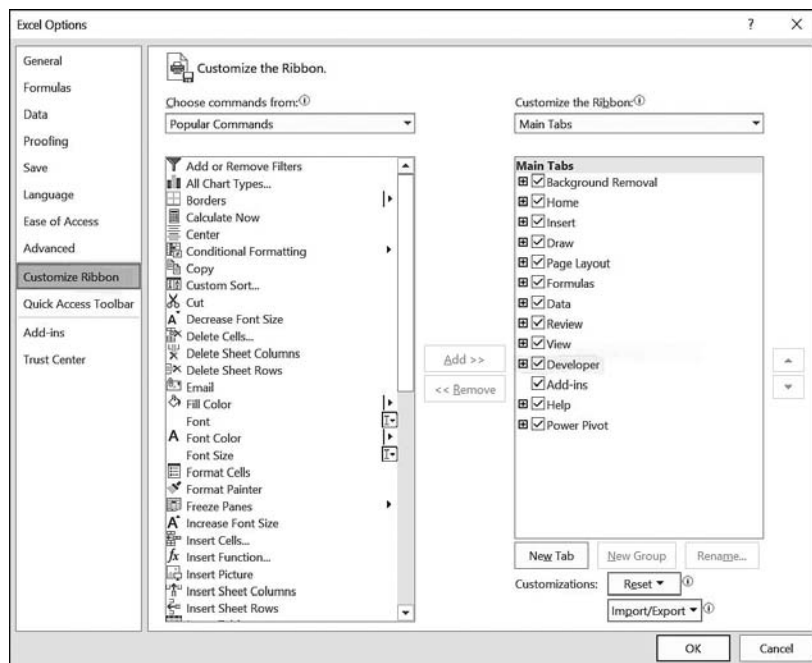 Excel Options ? ×
General
Formulas
Data
Proofing
Save
Language
Ease of Access
Advanced
Customize Ribbon
Quick Access Toolbar
Add-ins
Trust Center
Customize the Ribbon.
Choose commands from:
Popular Commands
Add or Remove Filters
All Chart Types...
Borders
Calculate Now
Center
Conditional Formatting
Copy
Custom Sort...
Cut
Decrease Font Size
Delete Cells...
Delete Sheet Columns
Delete Sheet Rows
Email
Fill Color
Font
Font Color
Font Size
Format Cells
Format Painter
Freeze Panes
Increase Font Size
Insert Cells...
Insert Function...
Insert Picture
Insert Sheet Columns
Insert Sheet Rows
Add >>
<< Remove
Customize the Ribbon:
Main Tabs
Main Tabs
Background Removal
Home
Insert
Draw
Page Layout
Formulas
Data
Review
View
Developer
Add-ins
Help
Power Pivot
New Tab New Group Rename...
Customizations: Reset
Import/Export
OK Cancel